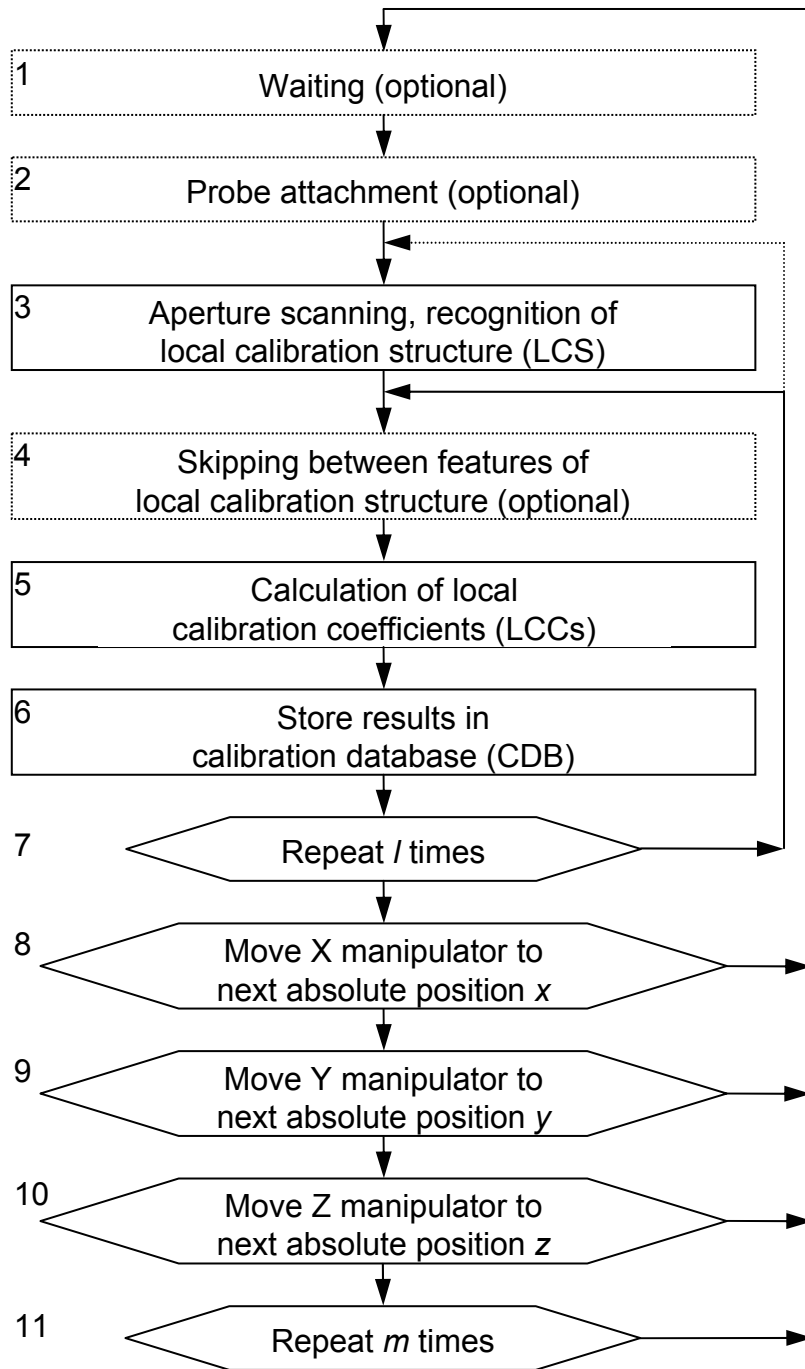 1
Waiting (optional)
2
Probe attachment (optional)
3
Aperture scanning, recognition of
local calibration structure (LCS)
4
Skipping between features of
local calibration structure (optional)
5
Calculation of local
calibration coefficients (LCCs)
6
Store results in
calibration database (CDB)
7
Repeat l times
8
Move X manipulator to
next absolute position x
9
Move Y manipulator to
next absolute position y
10
Move Z manipulator to
next absolute position z
11
Repeat m times